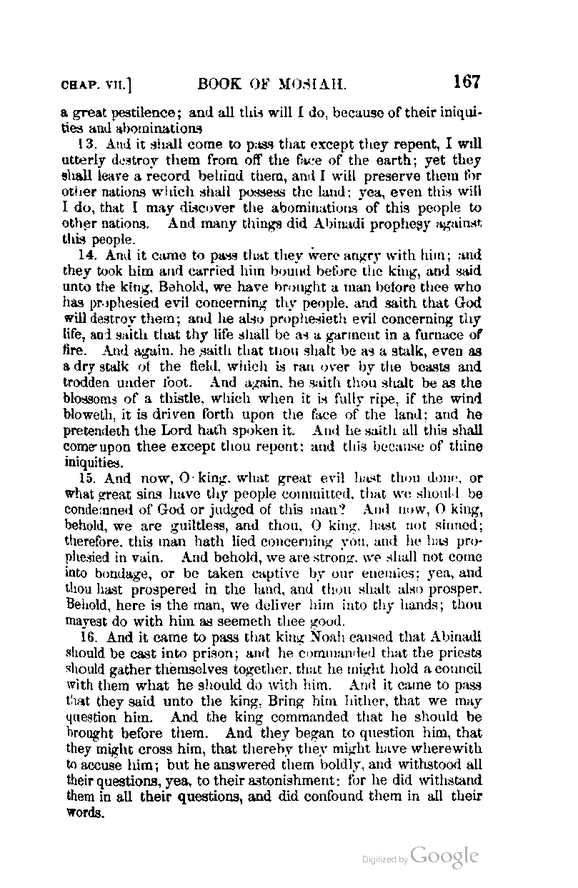 CHAP. VII.] BOOK OF MOSIAH. 167
a great pestilence; and all this will I do, because of their iniqui-
ties and abominations
13. And it shall come to pass that except they repent, I will
utterly destroy them from off the face of the earth; yet they
shall leave a record behind them, and I will preserve them for
other nations which shall possess the land; yea, even this will
I do, that I may discover the abominations of this people to
other nations. And many things did Abinadi prophesy against
this people.
14. And it came to pass that they were angry with him; and
they took him and carried him bound before the king, and said
unto the king, Behold, we have brought a man before thee who
has prophesied evil concerning thy people, and saith that God
will destroy them; and he also prophesieth evil concerning thy
life, and saith that thy life shall be as a garment in a furnace of
fire. And again, he saith that thou shalt be as a stalk, even as
a dry stalk of the field, which is ran over by the beasts and
trodden under foot. And again, he saith thou shalt be as the
blossoms of a thistle, which when it is fully ripe, if the wind
bloweth, it is driven forth upon the face of the land; and he
pretendeth the Lord hath spoken it. And he saith all this shall
come upon thee except thou repent; and this because of thine
iniquities.
15. And now, O king, what great evil hast thou done, or
what great sins have thy people committed, that we should be
condemned of God or judged of this man? And now, O king,
behold, we are guiltless, and thou, O king, hast not sinned;
therefore, this man hath lied concerning you, and he has pro-
phesied in vain. And behold, we are strong, we shall not come
into bondage, or be taken captive by our enemies; yea, and
thou hast prospered in the land, and thou shalt also prosper.
Behold, here is the man, we deliver him into thy hands; thou
mayest do with him as seemeth thee good.
16. And it came to pass that king Noah caused that Abinadi
should be cast into prison; and he commanded that the priests
should gather themselves together, that he might hold a council
with them what he should do with him. And it came to pass
that they said unto the king, Bring him hither, that we may
question him. And the king commanded that he should be
brought before them. And they began to question him, that
they might cross him, that thereby they might have wherewith
to accuse him; but he answered them boldly, and withstood all
their questions, yea, to their astonishment; for he did withstand
them in all their questions, and did confound them in all their
words.
Digitized by Google